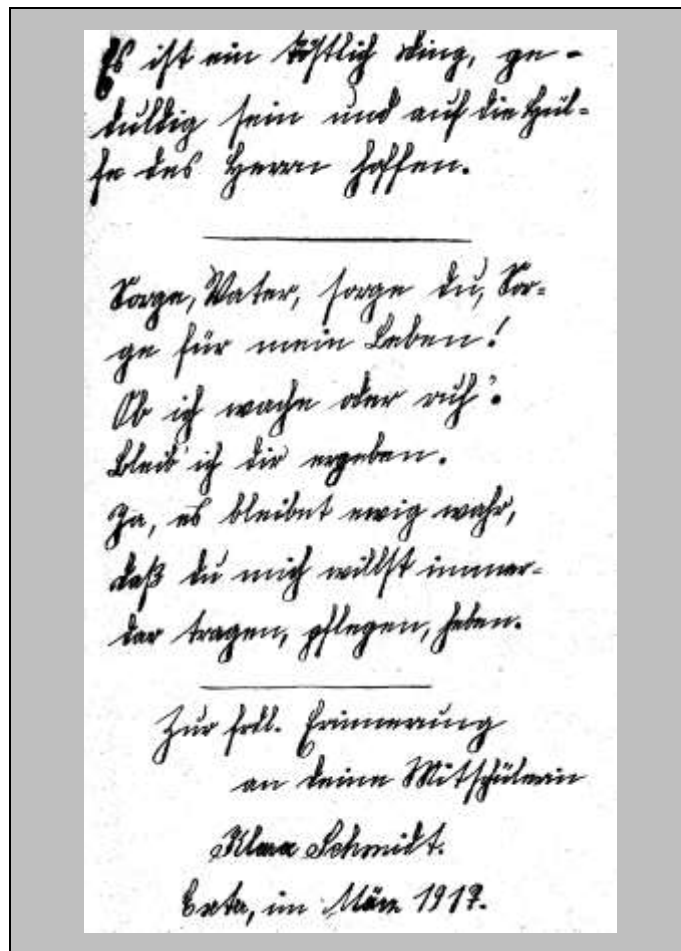 Es ist ein köstlich Ding, ge-
duldig sein und auf die Hül-
fe des Herrn hoffen.
Sorge, Vater, sorge du, Sor-
ge für mein Leben!
Ob ich wache oder ruh'.
Bleib' ich dir ergeben.
Ja, es bleibet ewig wahr,
daß du mich willst immer-
dar tragen, pflegen, heben.
Zur frdl. Erinnerung
an deine Mitschülerin
Klara Schmidt.
Exter, im März 1917.